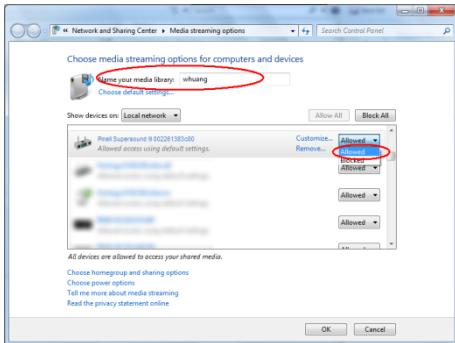 « Network and Sharing Center ▸ Media streaming options
Search Control Panel
Choose media streaming options for computers and devices
Name your media library: whuang
Choose default settings...
Show devices on: Local network
Allow All
Block All
Pinell Supersound II 002261383c80
Customize...
Allowed
Allowed access using default settings.
Remove...
Allowed
Blocked
Allowed
Allowed
Allowed
All devices are allowed to access your shared media.
Choose homegroup and sharing options
Choose power options
Tell me more about media streaming
Read the privacy statement online
OK
Cancel